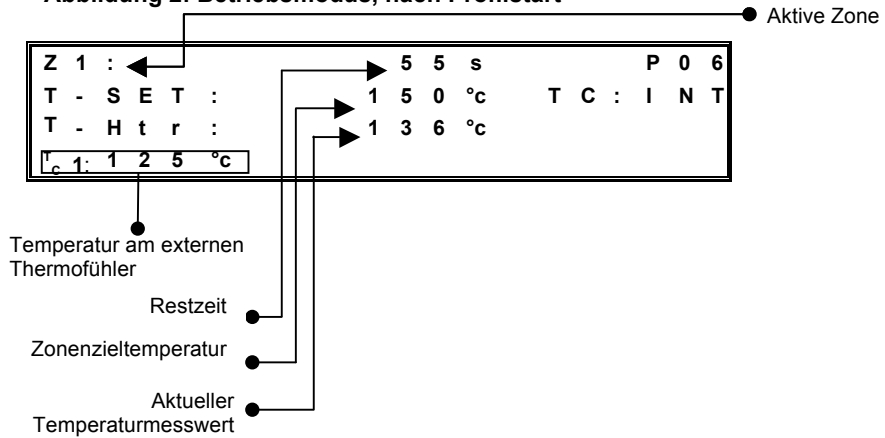 Abbildung 2: Betriebsmodus, nach Profilstart
Aktive Zone
Z 1 : 5 5 s P 0 6
T - S E T : 1 5 0 °c T C : I N T
T - H t r : 1 3 6 °c
TC 1: 1 2 5 °c
Temperatur am externen
Thermofühler
Restzeit
Zonenzieltemperatur
Aktueller
Temperaturmesswert